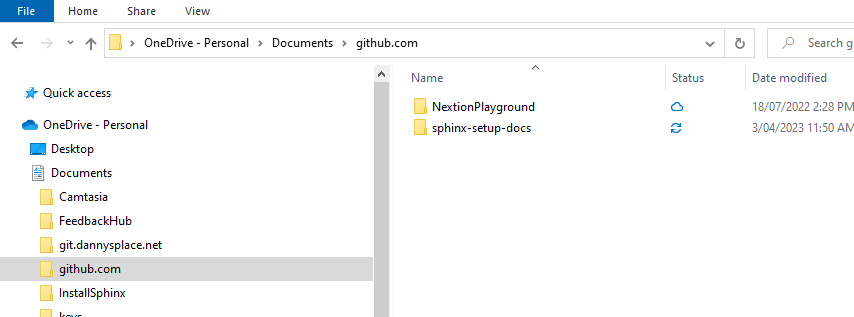 File Home Share View
OneDrive - Personal Documents github.com
Search g
Name Status Date modified
Quick access
OneDrive - Personal
Desktop
Documents
Camtasia
FeedbackHub
git.dannysplace.net
github.com
InstallSphinx
keys
NextionPlayground 18/07/2022 2:28 PM
sphinx-setup-docs 3/04/2023 11:50 AM